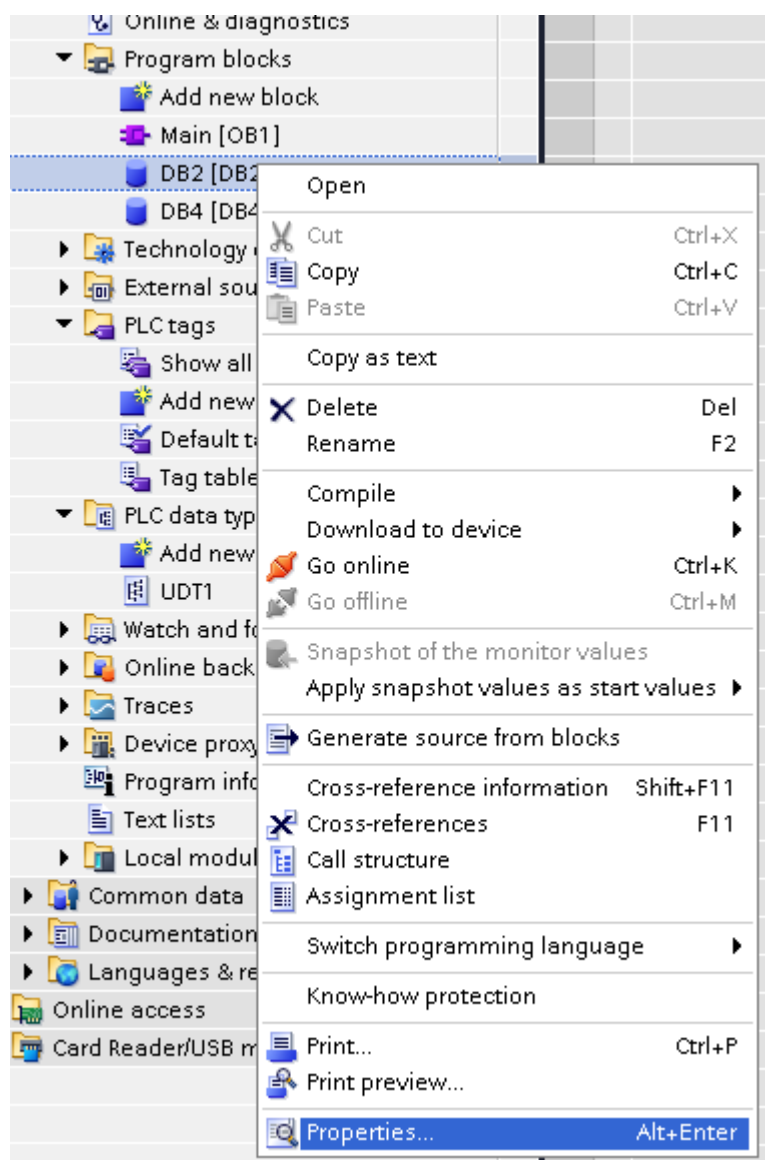 Online & diagnostics
Program blocks
Add new block
Main [OB1]
DB2 [DB2
DB4 [DB4
Technology
External sou
PLC tags
Show all
Add new
Default ta
Tag table
PLC data typ
Add new
UDT1
Watch and fo
Online back
Traces
Device proxy
Program info
Text lists
Local modul
Common data
Documentation
Languages & re
Online access
Card Reader/USB m
Open
Cut Ctrl+X
Copy Ctrl+C
Paste Ctrl+V
Copy as text
Delete Del
Rename F2
Compile
Download to device
Go online Ctrl+K
Go offline Ctrl+M
Snapshot of the monitor values
Apply snapshot values as start values
Generate source from blocks
Cross-reference information Shift+F11
Cross-references F11
Call structure
Assignment list
Switch programming language
Know-how protection
Print... Ctrl+P
Print preview...
Properties... Alt+Enter